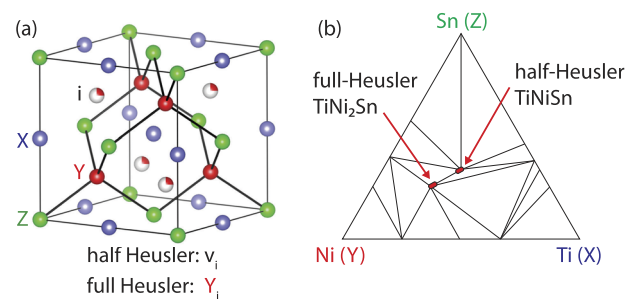 (a)
i
X
Y
Z
half Heusler: vᵢ
full Heusler: Yᵢ
(b)
Sn (Z)
full-Heusler
TiNi₂Sn
half-Heusler
TiNiSn
Ni (Y)
Ti (X)